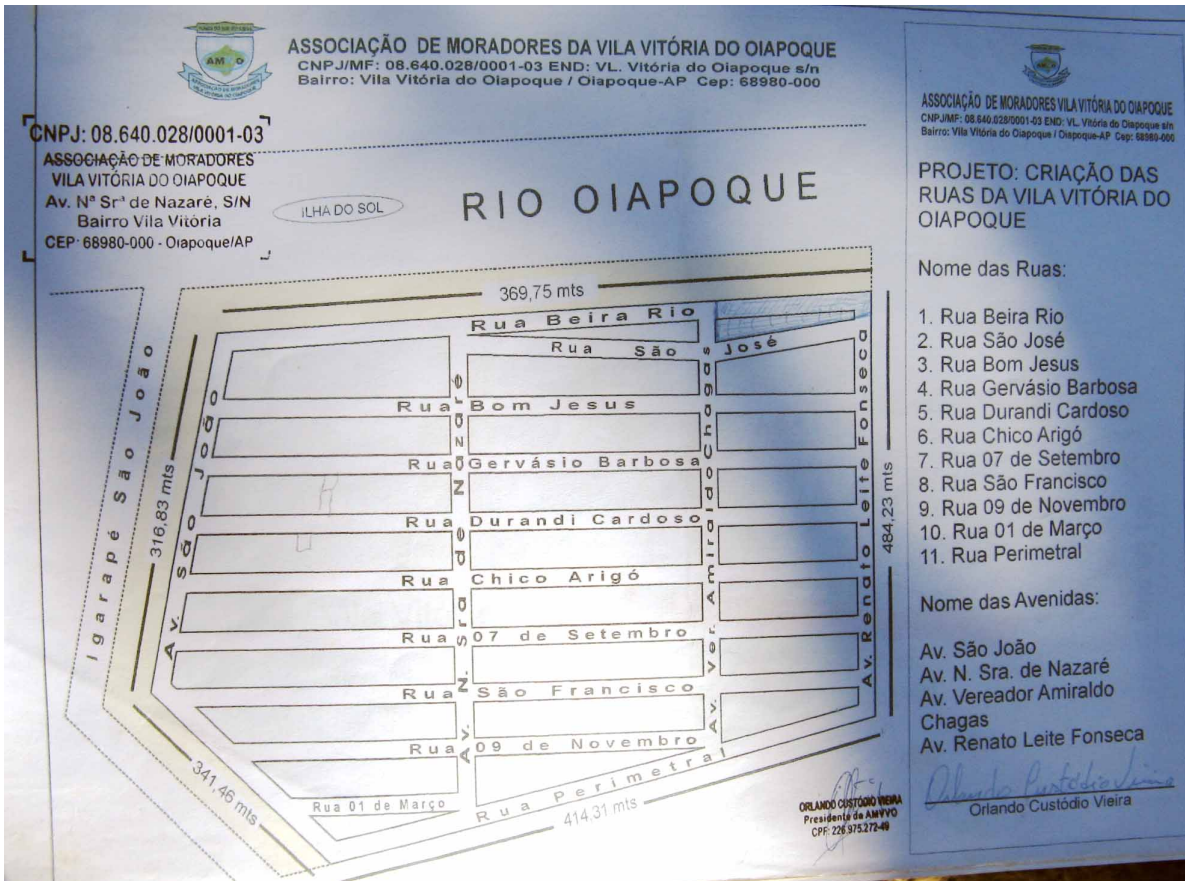 ASSOCIAÇÃO DE MORADORES DA VILA VITÓRIA DO OIAPOQUE
CNPJ/MF: 08.640.028/0001-03 END: VL. Vitória do Oiapoque s/n
Bairro: Vila Vitória do Oiapoque / Oiapoque-AP Cep: 68980-000
CNPJ: 08.640.028/0001-03
ASSOCIAÇÃO DE MORADORES
VILA VITÓRIA DO OIAPOQUE
Av. Nª Srª de Nazaré, S/N
Bairro Vila Vitória
CEP: 68980-000 - Oiapoque/AP
ILHA DO SOL
RIO OIAPOQUE
369,75 mts
Rua Beira Rio
Rua São José
Rua Bom Jesus
Rua Gervásio Barbosa
Rua Durandi Cardoso
Rua Chico Arigó
Rua 07 de Setembro
Rua São Francisco
Rua 09 de Novembro
Rua 01 de Março
Rua Perimetral
Igarapé São João
316,83 mts
Av. São João
Av. N. Sra de Nazaré
Av. Ver. Amiraldo Chagas
Av. Renato Leite Fonseca
484,23 mts
341,46 mts
414,31 mts
ORLANDO CUSTÓDIO VIEIRA
Presidente da AMVVO
CPF: 226.975.272-49
ASSOCIAÇÃO DE MORADORES VILA VITÓRIA DO OIAPOQUE
CNPJ/MF: 08.640.028/0001-03 END: VL. Vitória do Oiapoque s/n
Bairro: Vila Vitória do Oiapoque / Oiapoque-AP Cep: 68980-000
PROJETO: CRIAÇÃO DAS
RUAS DA VILA VITÓRIA DO
OIAPOQUE
Nome das Ruas:
1. Rua Beira Rio
2. Rua São José
3. Rua Bom Jesus
4. Rua Gervásio Barbosa
5. Rua Durandi Cardoso
6. Rua Chico Arigó
7. Rua 07 de Setembro
8. Rua São Francisco
9. Rua 09 de Novembro
10. Rua 01 de Março
11. Rua Perimetral
Nome das Avenidas:
Av. São João
Av. N. Sra. de Nazaré
Av. Vereador Amiraldo
Chagas
Av. Renato Leite Fonseca
Orlando Custódio Vieira
Orlando Custódio Vieira